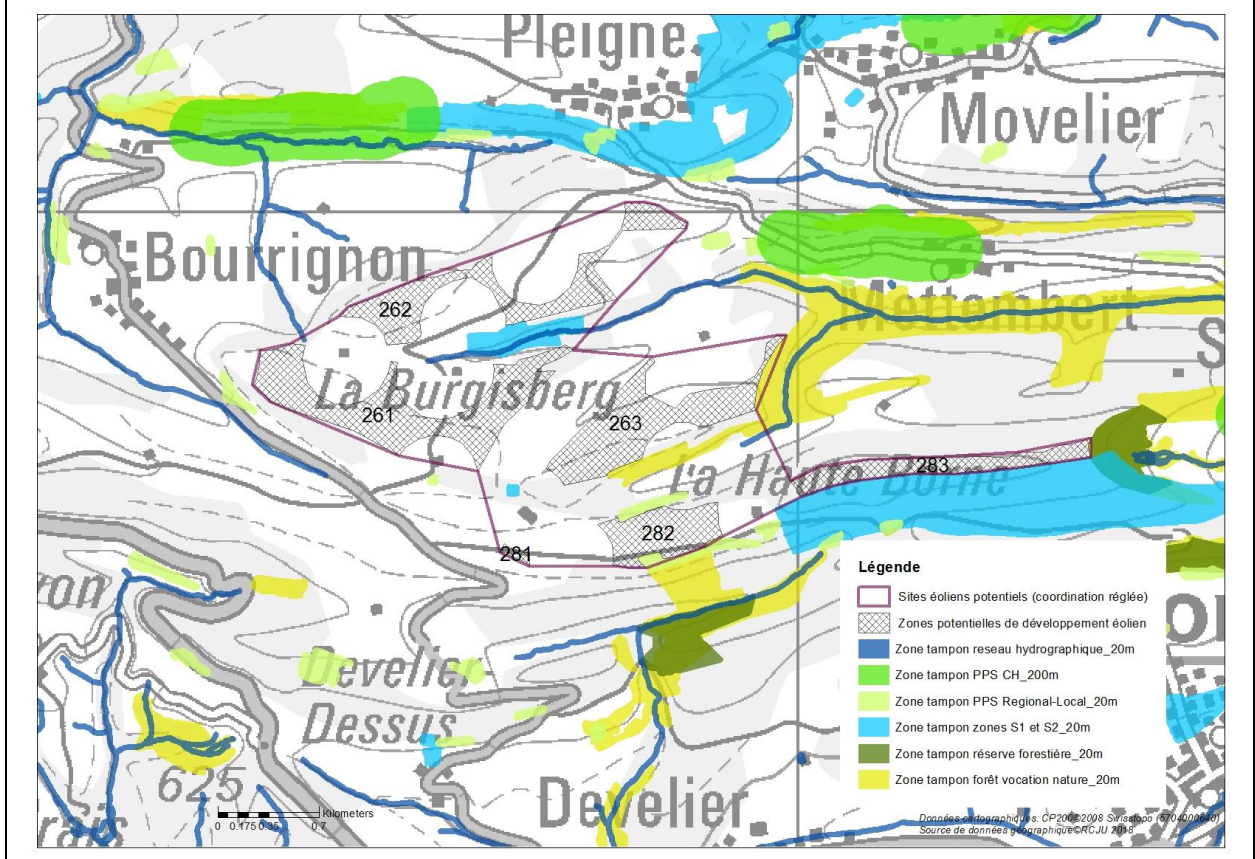 Pleigne
Movelier
Bourrignon
262
Mettembert
La Burgisberg
261
263
La Haute Borne
283
282
281
Légende
Sites éoliens potentiels (coordination réglée)
Zones potentielles de développement éolien
Zone tampon reseau hydrographique_20m
Zone tampon PPS CH_200m
Zone tampon PPS Regional-Local_20m
Zone tampon zones S1 et S2_20m
Zone tampon réserve forestière_20m
Zone tampon forêt vocation nature_20m
Develier
Dessus
625
Kilometers
0 0.175 0.35 0.7
Develier
Données cartographiques: CP2008©2008 Swisstopo (5704000640)
Source de données géographique©RCJU 2018